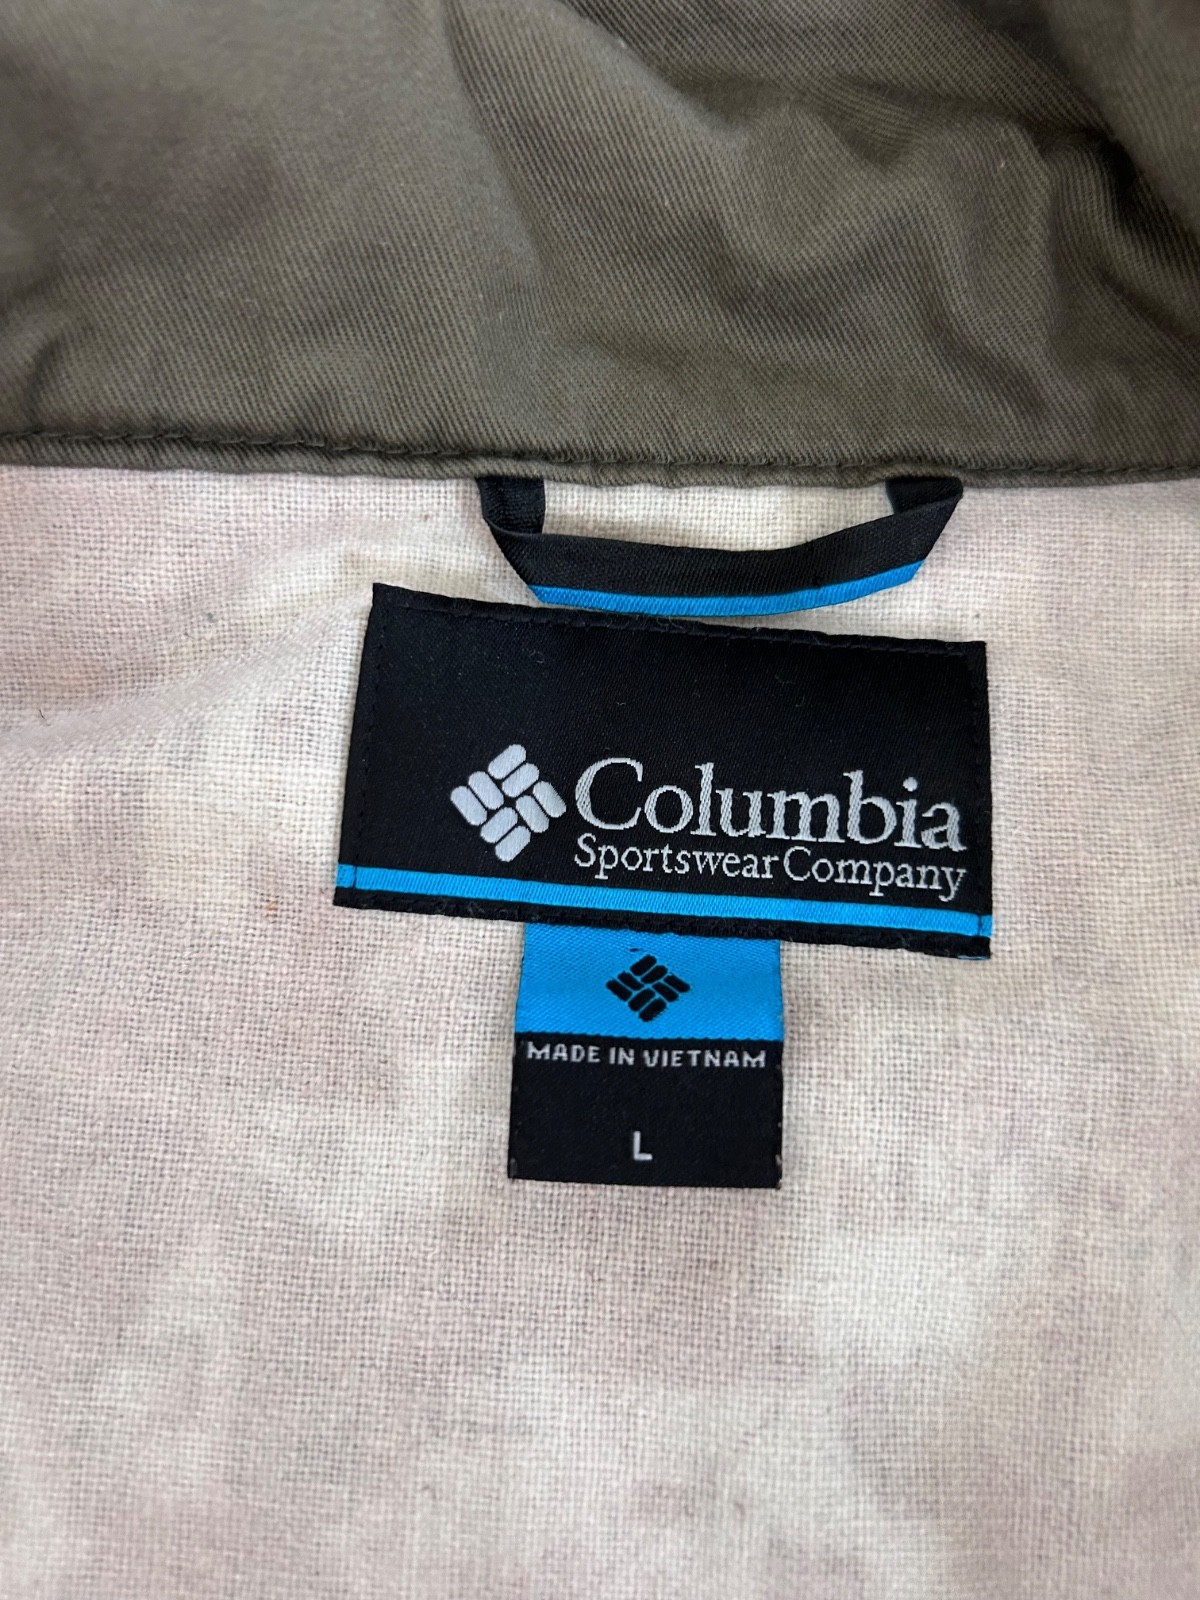 Columbia
Sportswear Company
MADE IN VIETNAM
L